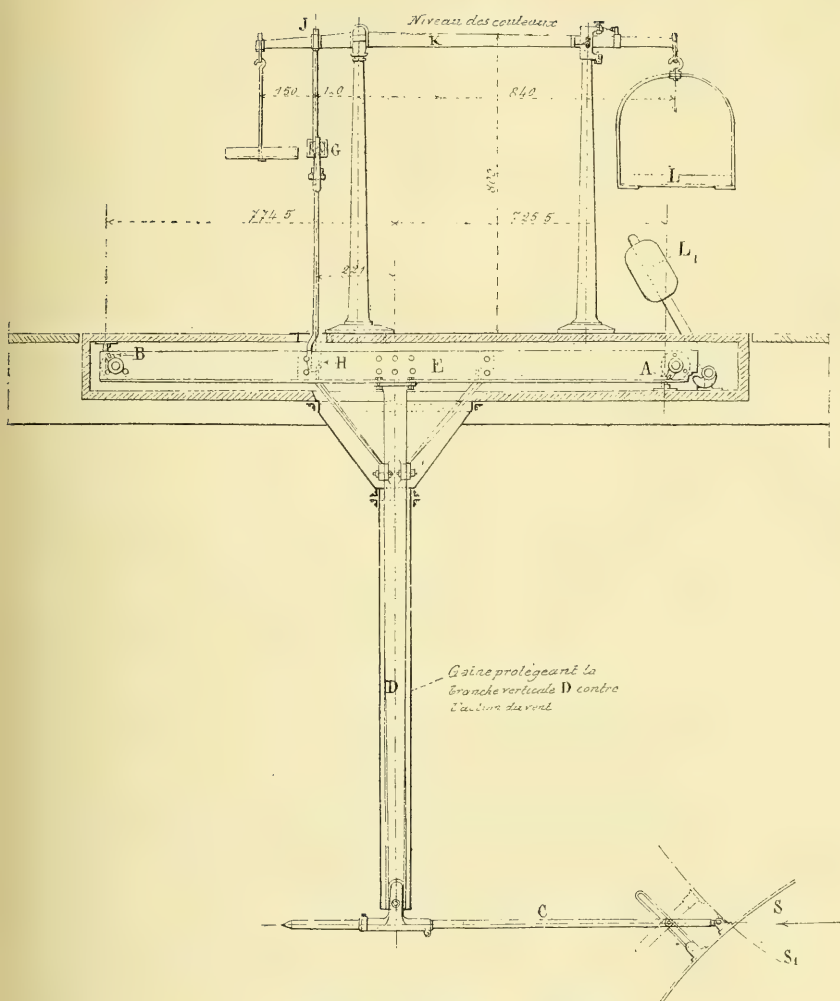 Niveau des couteaux
J
K
150
840
G
L
774 5
725 5
L1
B
H
E
A
D
Gaine protégeant la
branche verticale D contre
l'action du vent
C
S
S1